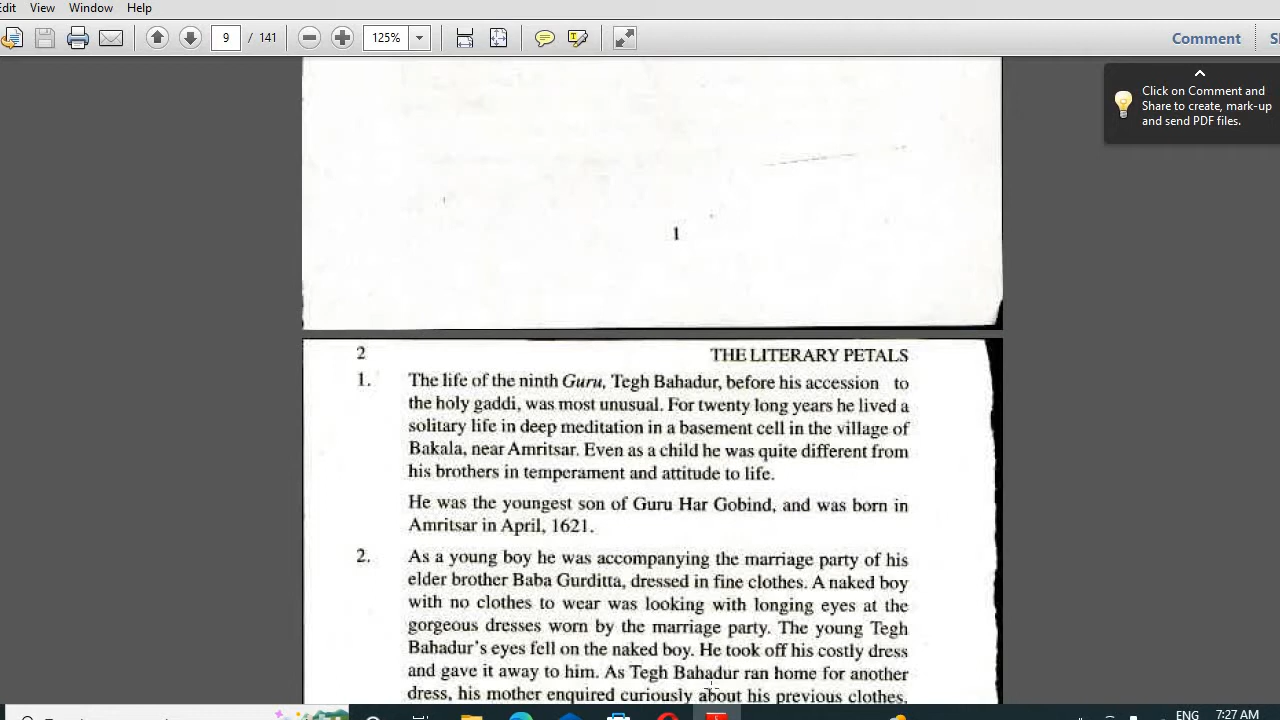 Edit View Window Help
9 / 141
125%
Comment
Click on Comment and
Share to create, mark-up
and send PDF files.
1
2 THE LITERARY PETALS
1. The life of the ninth Guru, Tegh Bahadur, before his accession to
the holy gaddi, was most unusual. For twenty long years he lived a
solitary life in deep meditation in a basement cell in the village of
Bakala, near Amritsar. Even as a child he was quite different from
his brothers in temperament and attitude to life.
He was the youngest son of Guru Har Gobind, and was born in
Amritsar in April, 1621.
2. As a young boy he was accompanying the marriage party of his
elder brother Baba Gurditta, dressed in fine clothes. A naked boy
with no clothes to wear was looking with longing eyes at the
gorgeous dresses worn by the marriage party. The young Tegh
Bahadur's eyes fell on the naked boy. He took off his costly dress
and gave it away to him. As Tegh Bahadur ran home for another
dress, his mother enquired curiously about his previous clothes.
ENG 7:27 AM